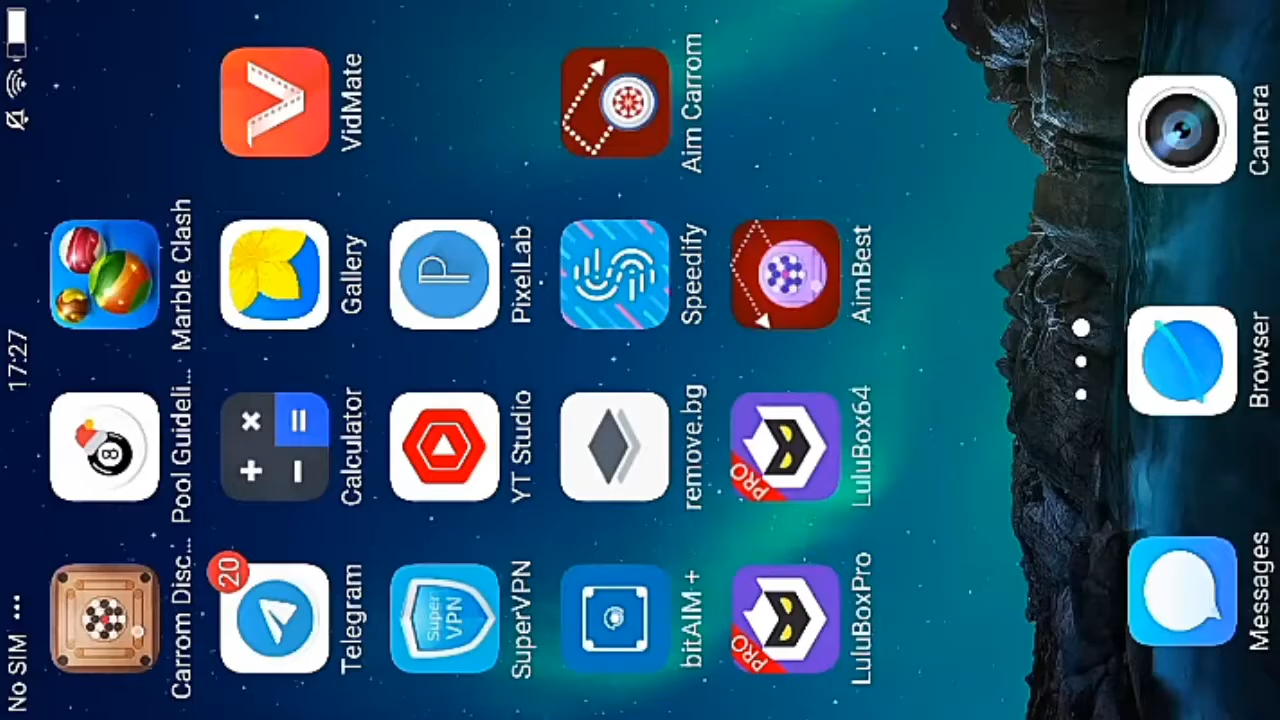 No SIM ... 17:27
Carrom Disc... Pool Guideli... Marble Clash
20
Telegram Calculator Gallery VidMate
Super
VPN
SuperVPN YT Studio PixelLab
bitAIM+ remove.bg Speedify Aim Carrom
PRO PRO
LuluBoxPro LuluBox64 AimBest
Messages Browser Camera